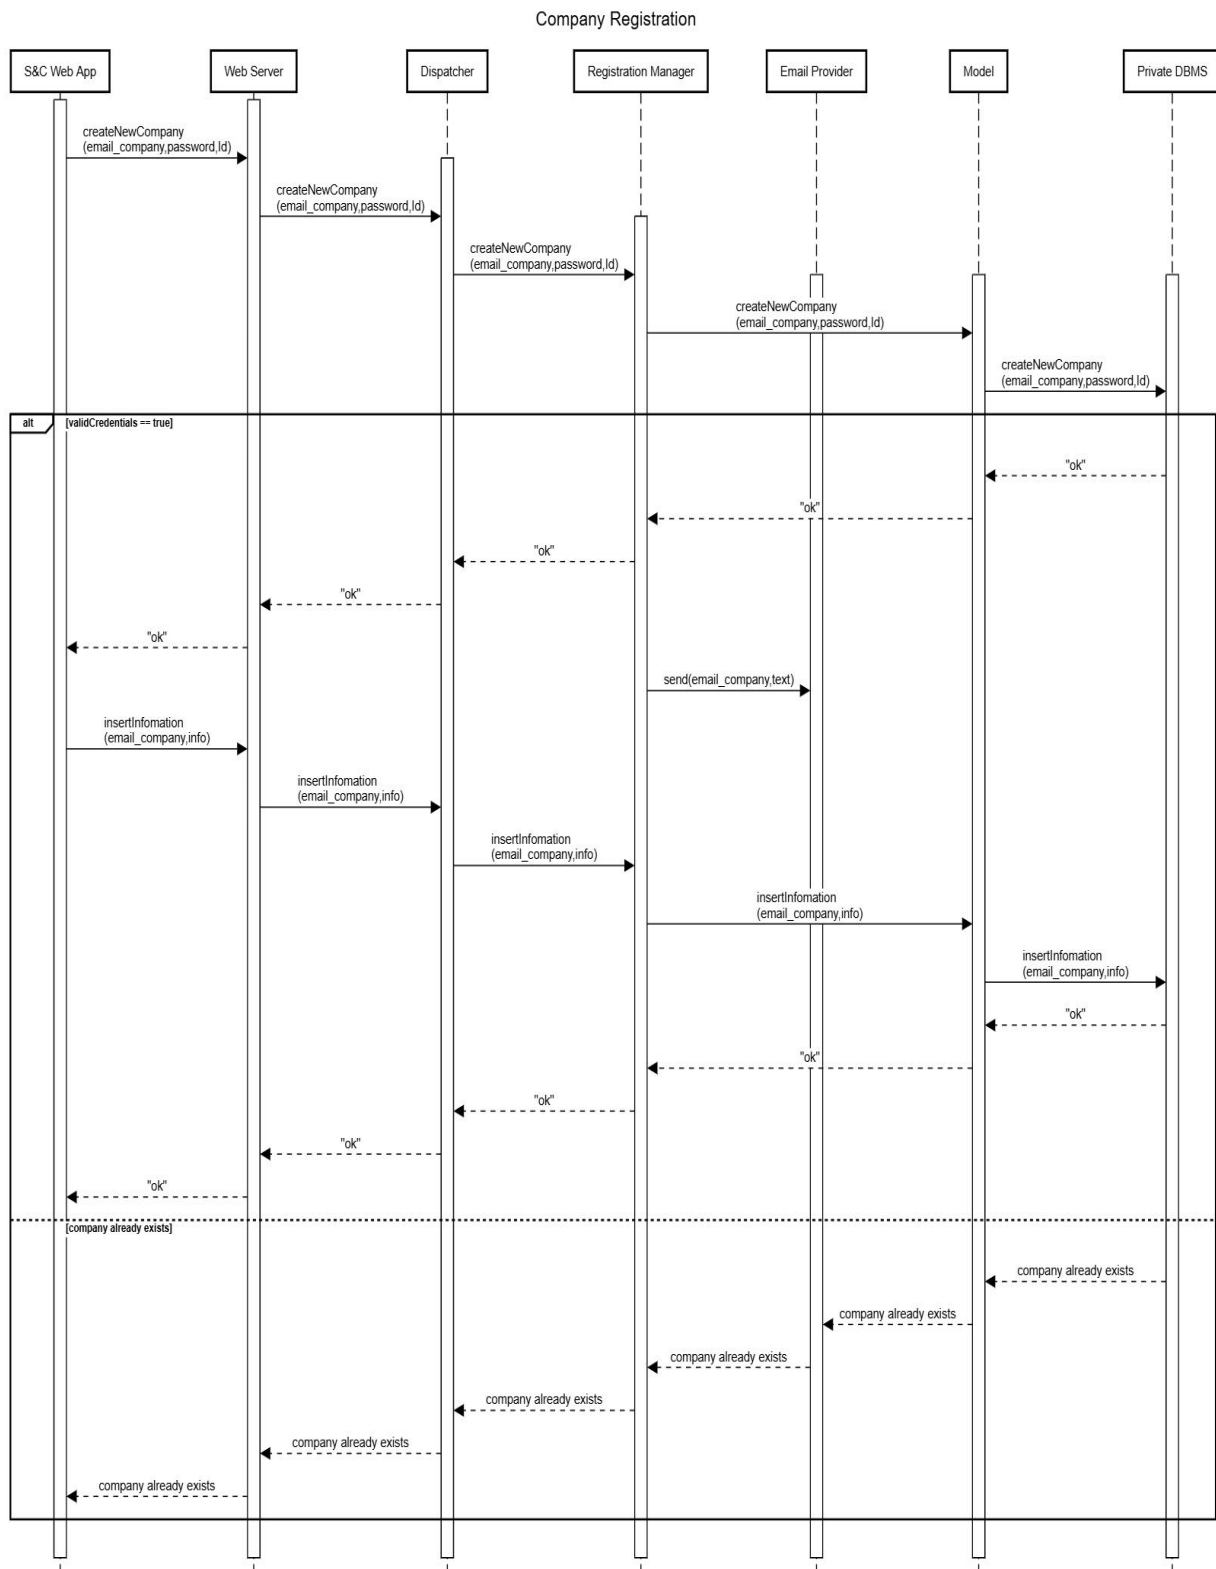 Company Registration
S&C Web App
Web Server
Dispatcher
Registration Manager
Email Provider
Model
Private DBMS
createNewCompany
(email_company,password,Id)
createNewCompany
(email_company,password,Id)
createNewCompany
(email_company,password,Id)
createNewCompany
(email_company,password,Id)
createNewCompany
(email_company,password,Id)
alt
[validCredentials == true]
"ok"
"ok"
"ok"
"ok"
"ok"
send(email_company,text)
insertInfomation
(email_company,info)
insertInfomation
(email_company,info)
insertInfomation
(email_company,info)
insertInfomation
(email_company,info)
insertInfomation
(email_company,info)
"ok"
"ok"
"ok"
"ok"
"ok"
[company already exists]
company already exists
company already exists
company already exists
company already exists
company already exists
company already exists